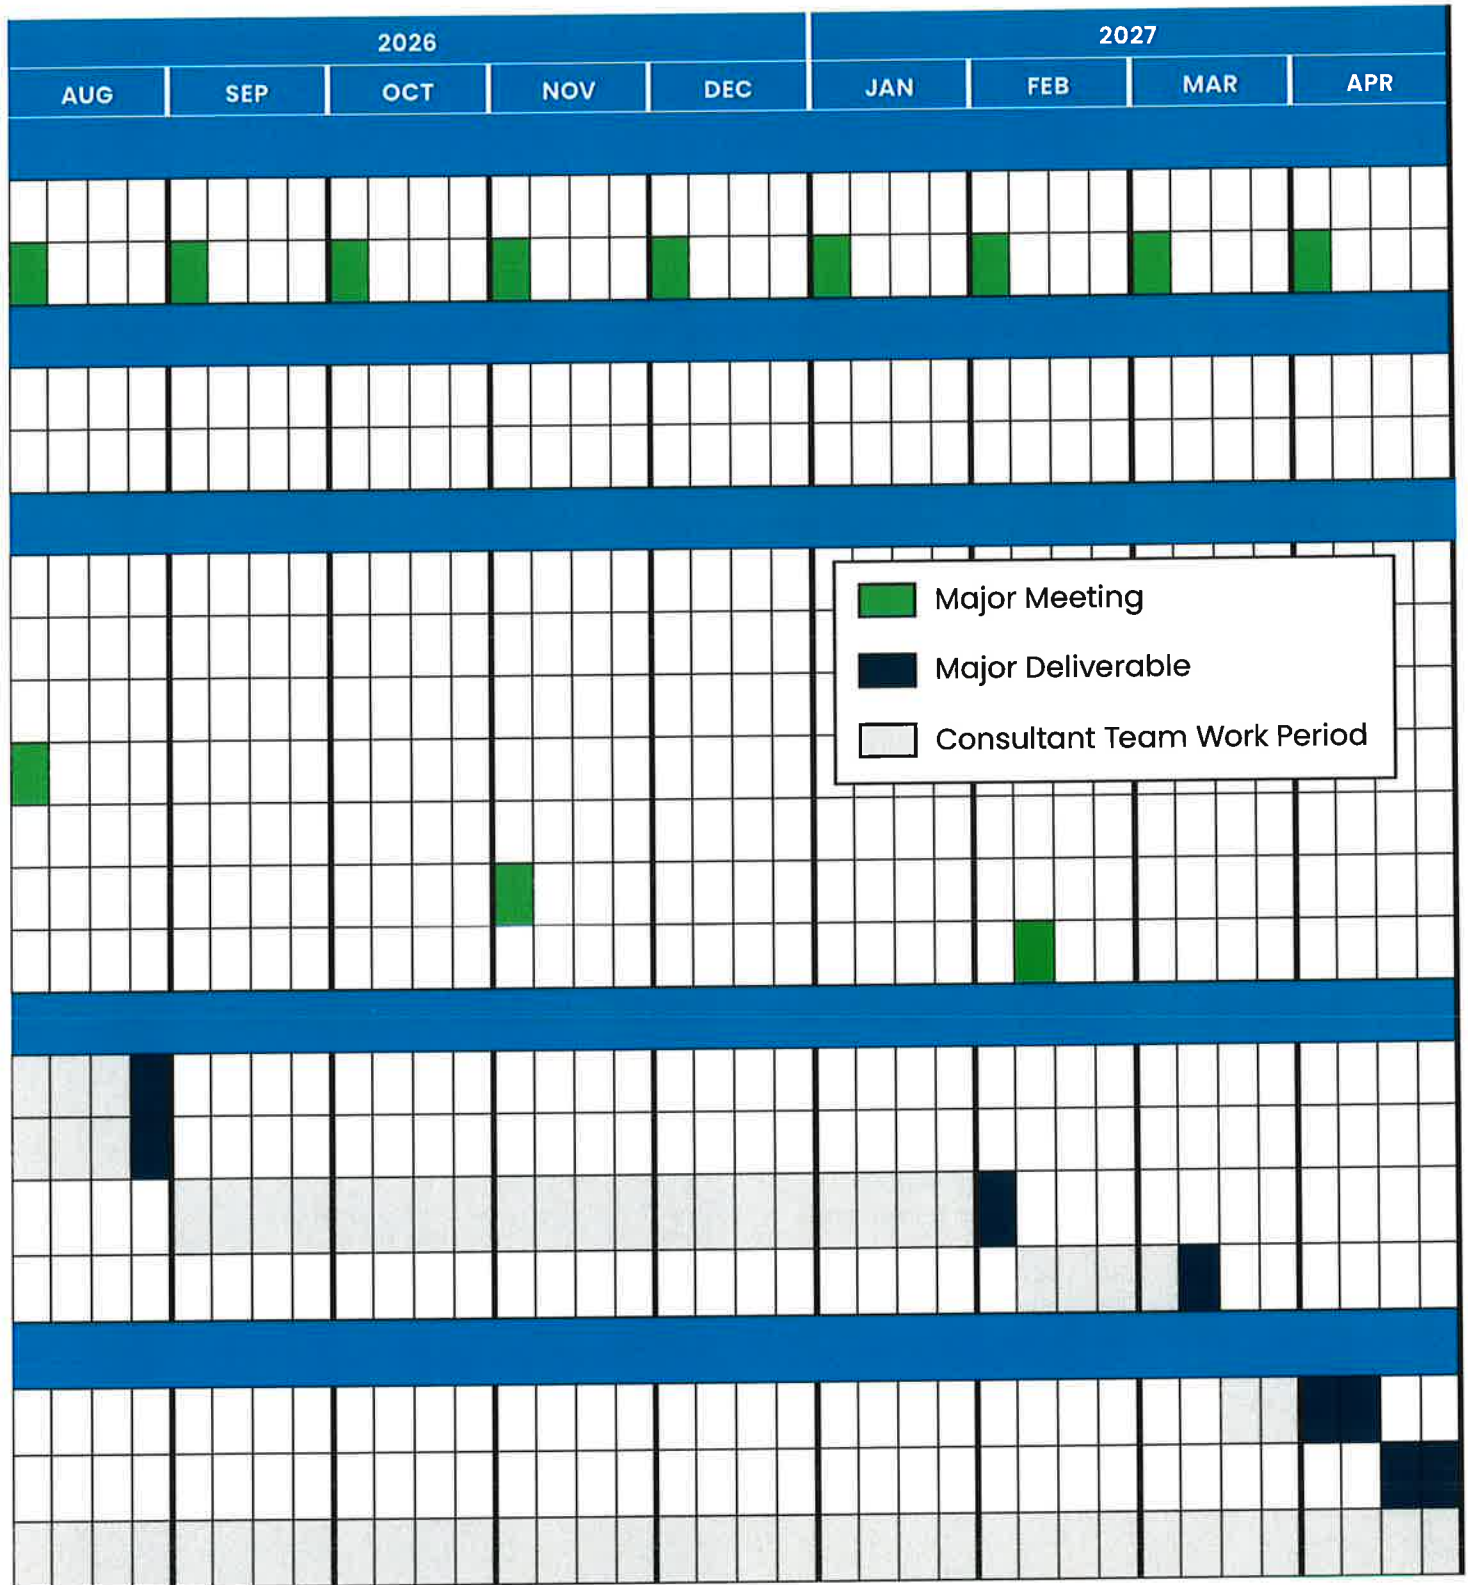 2026 2027
AUG SEP OCT NOV DEC JAN FEB MAR APR
Major Meeting
Major Deliverable
Consultant Team Work Period